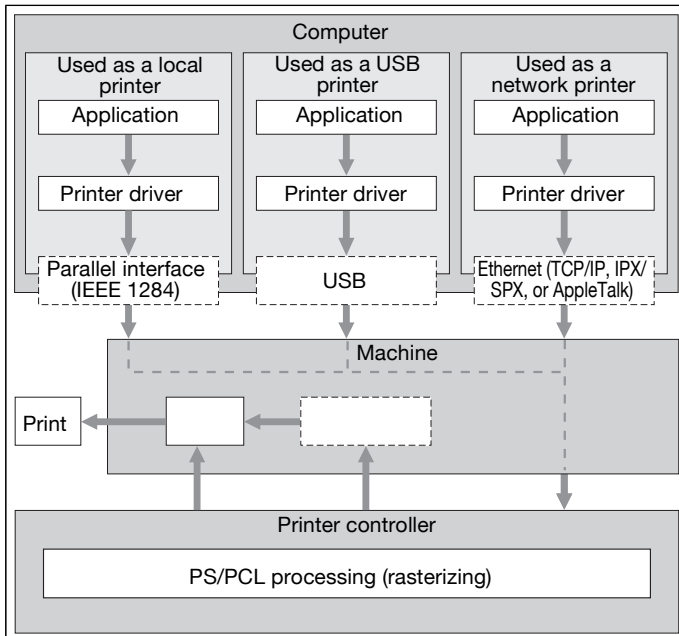 Computer
Used as a local
printer
Application
Printer driver
Parallel interface
(IEEE 1284)
Used as a USB
printer
Application
Printer driver
USB
Used as a
network printer
Application
Printer driver
Ethernet (TCP/IP, IPX/
SPX, or AppleTalk)
Machine
Print
Printer controller
PS/PCL processing (rasterizing)